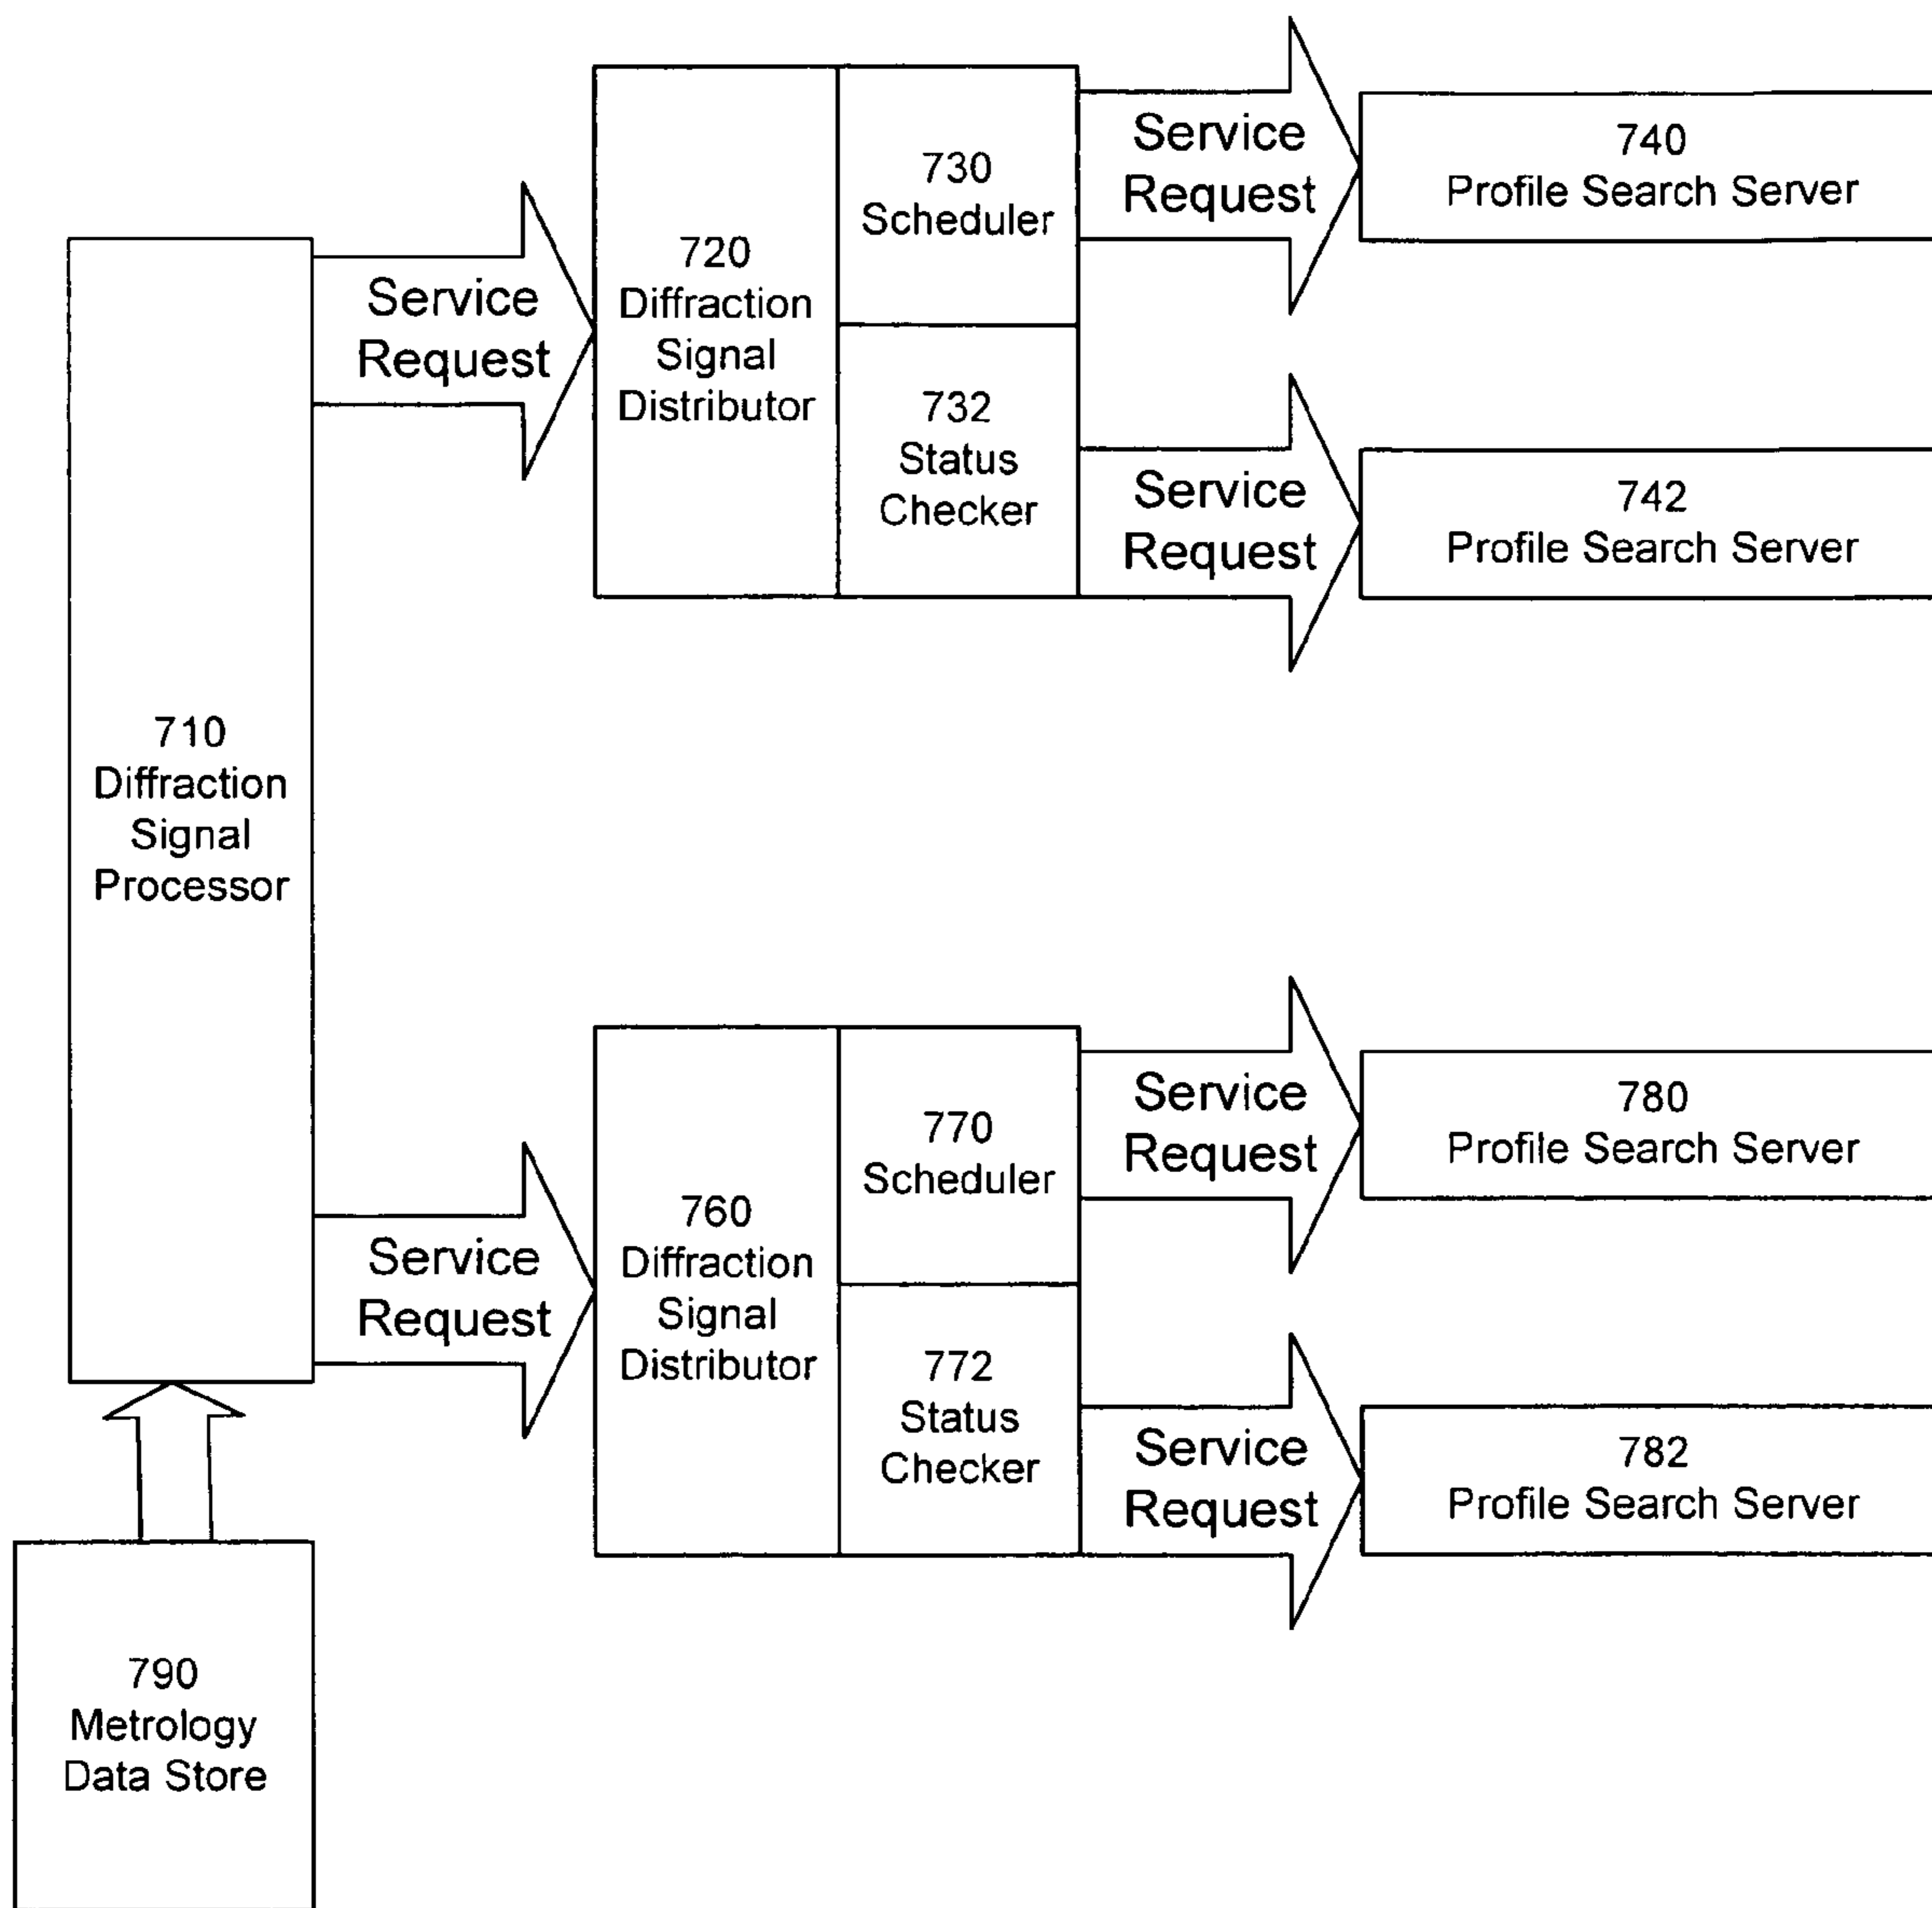 710
Diffraction
Signal
Processor
Service
Request
720
Diffraction
Signal
Distributor
730
Scheduler
732
Status
Checker
Service
Request
740
Profile Search Server
Service
Request
742
Profile Search Server
Service
Request
760
Diffraction
Signal
Distributor
770
Scheduler
772
Status
Checker
Service
Request
780
Profile Search Server
Service
Request
782
Profile Search Server
790
Metrology
Data Store